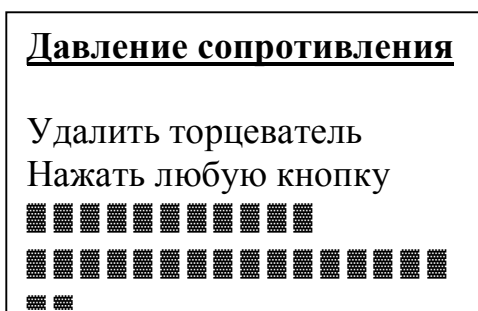 Давление сопротивления
Удалить торцеватель
Нажать любую кнопку